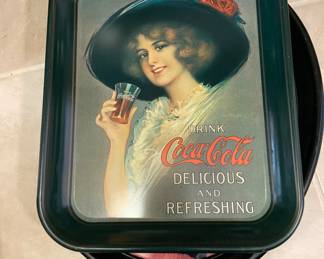 DRINK
Coca-Cola
DELICIOUS
AND
REFRESHING